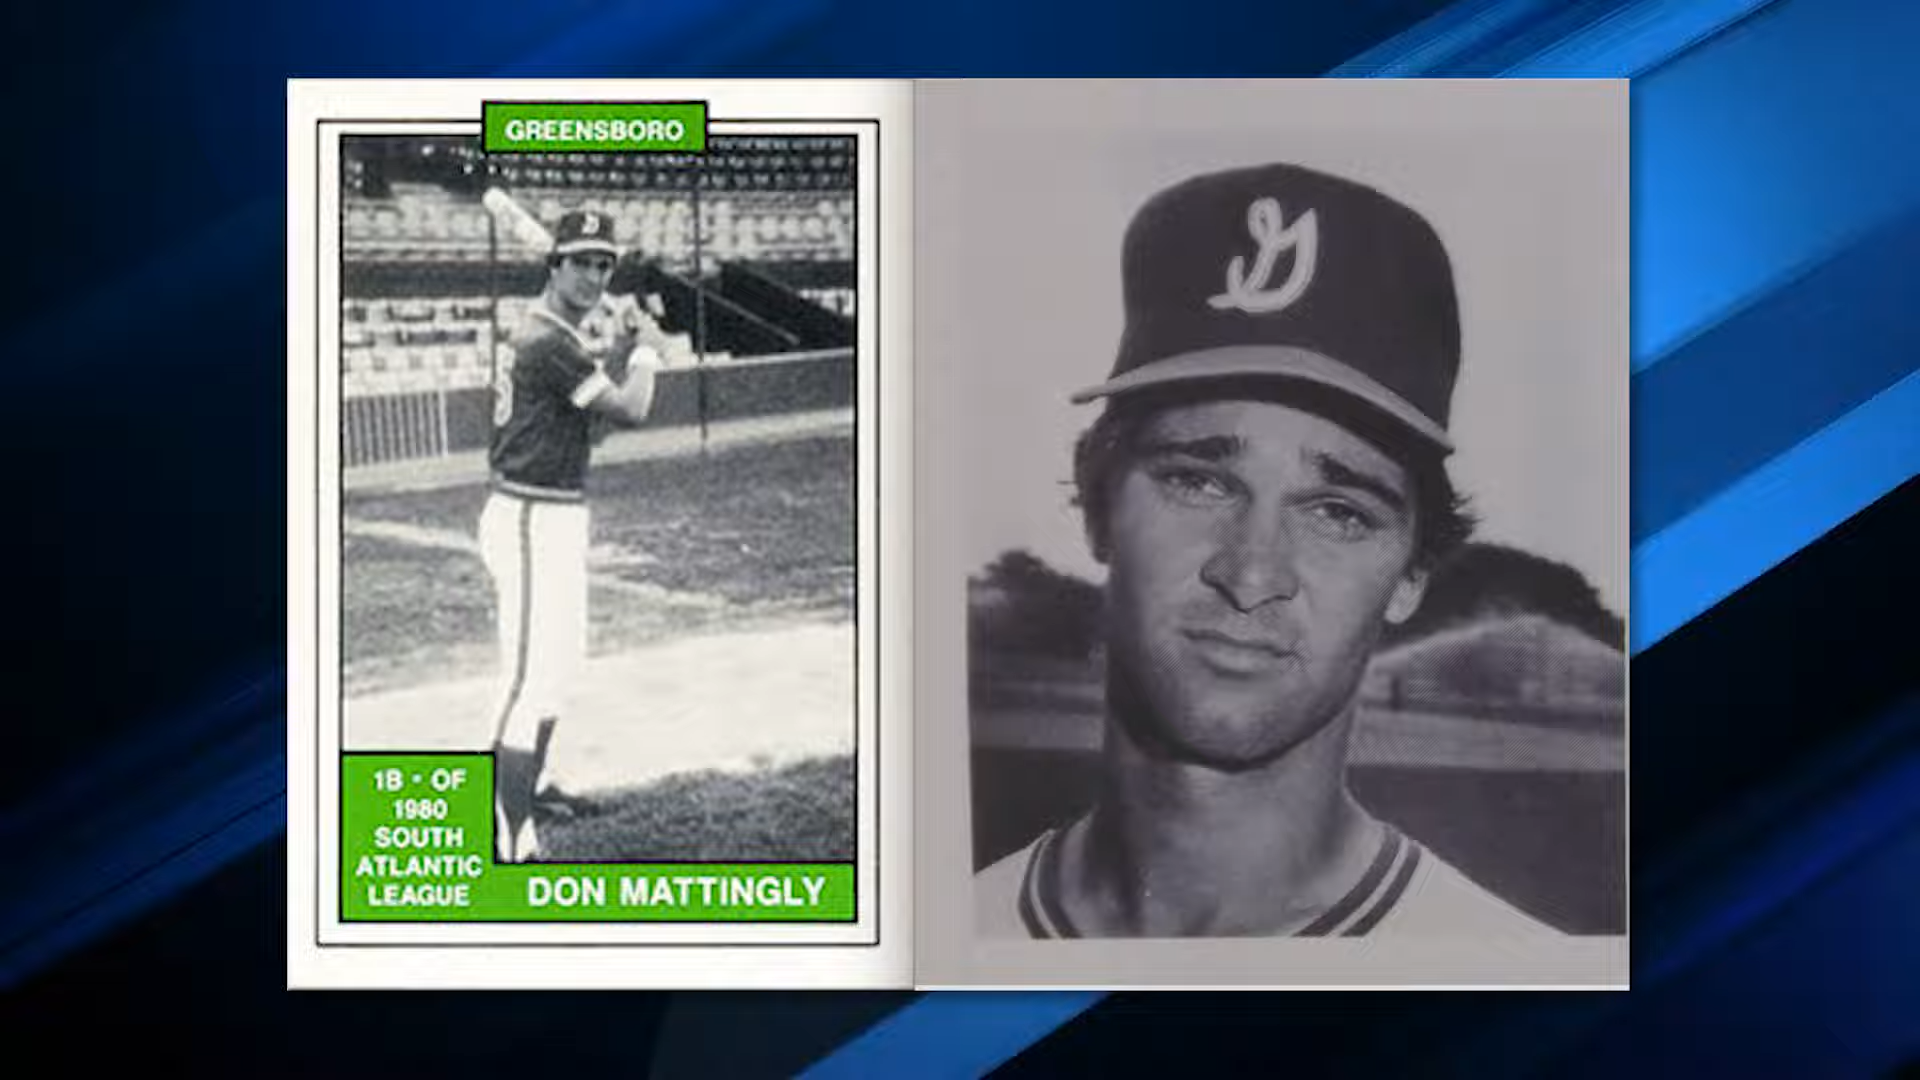 GREENSBORO
G
1B · OF
1980
SOUTH
ATLANTIC
LEAGUE
DON MATTINGLY